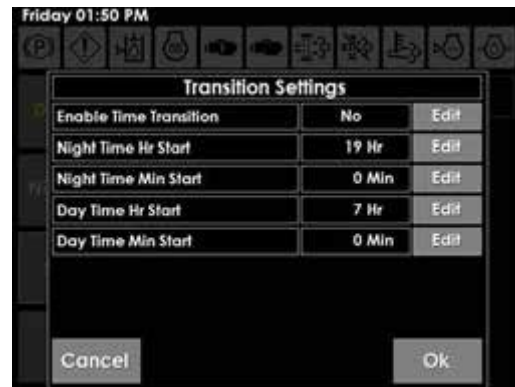 Friday 01:50 PM
Transition Settings
Enable Time Transition No Edit
Night Time Hr Start 19 Hr Edit
Night Time Min Start 0 Min Edit
Day Time Hr Start 7 Hr Edit
Day Time Min Start 0 Min Edit
Cancel Ok